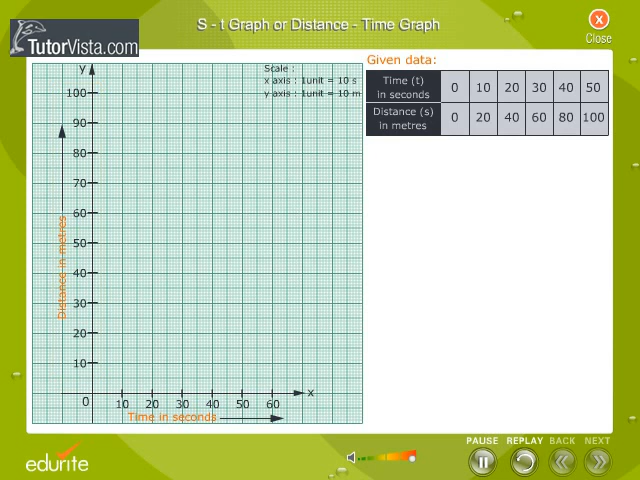 S - t Graph or Distance - Time Graph
X
Close
TutorVista.com
Given data:
Time (t) in seconds 0 10 20 30 40 50
Distance (s) in metres 0 20 40 60 80 100
Scale :
x axis : 1unit = 10 s
y axis : 1unit = 10 m
y
100
90
80
70
60
50
40
30
20
10
Distance in metres
0 10 20 30 40 50 60 x
Time in seconds
edurite
PAUSE REPLAY BACK NEXT